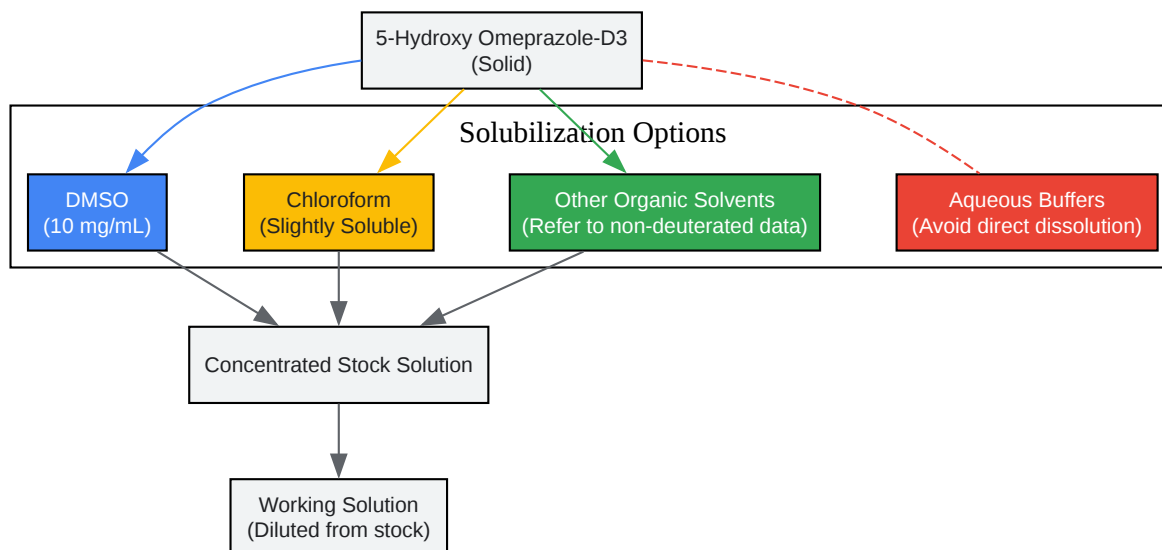 5-Hydroxy Omeprazole-D3
(Solid)
Solubilization Options
DMSO
(10 mg/mL)
Chloroform
(Slightly Soluble)
Other Organic Solvents
(Refer to non-deuterated data)
Aqueous Buffers
(Avoid direct dissolution)
Concentrated Stock Solution
Working Solution
(Diluted from stock)